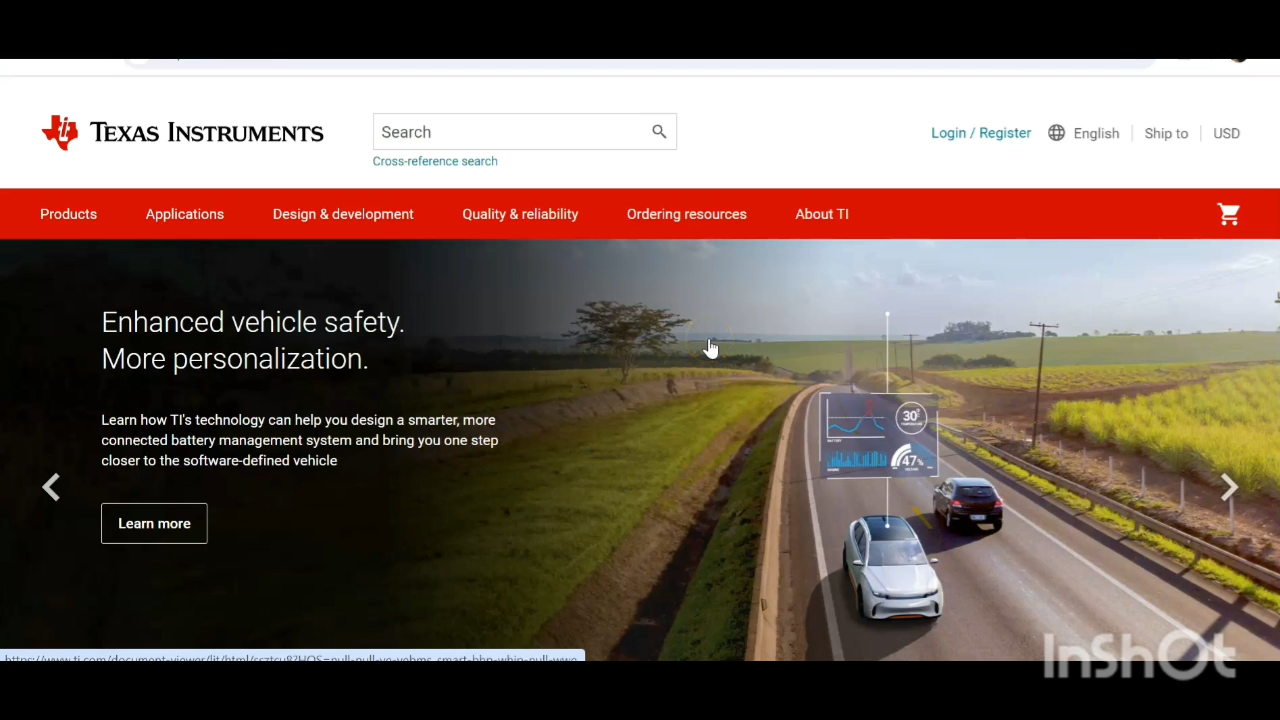 TEXAS INSTRUMENTS
Search
Cross-reference search
Login / Register
English
Ship to
USD
Products
Applications
Design & development
Quality & reliability
Ordering resources
About TI
Enhanced vehicle safety.
More personalization.
Learn how TI's technology can help you design a smarter, more
connected battery management system and bring you one step
closer to the software-defined vehicle
Learn more
30°
TEMPERATURE
BATTERY
47%
InShOt